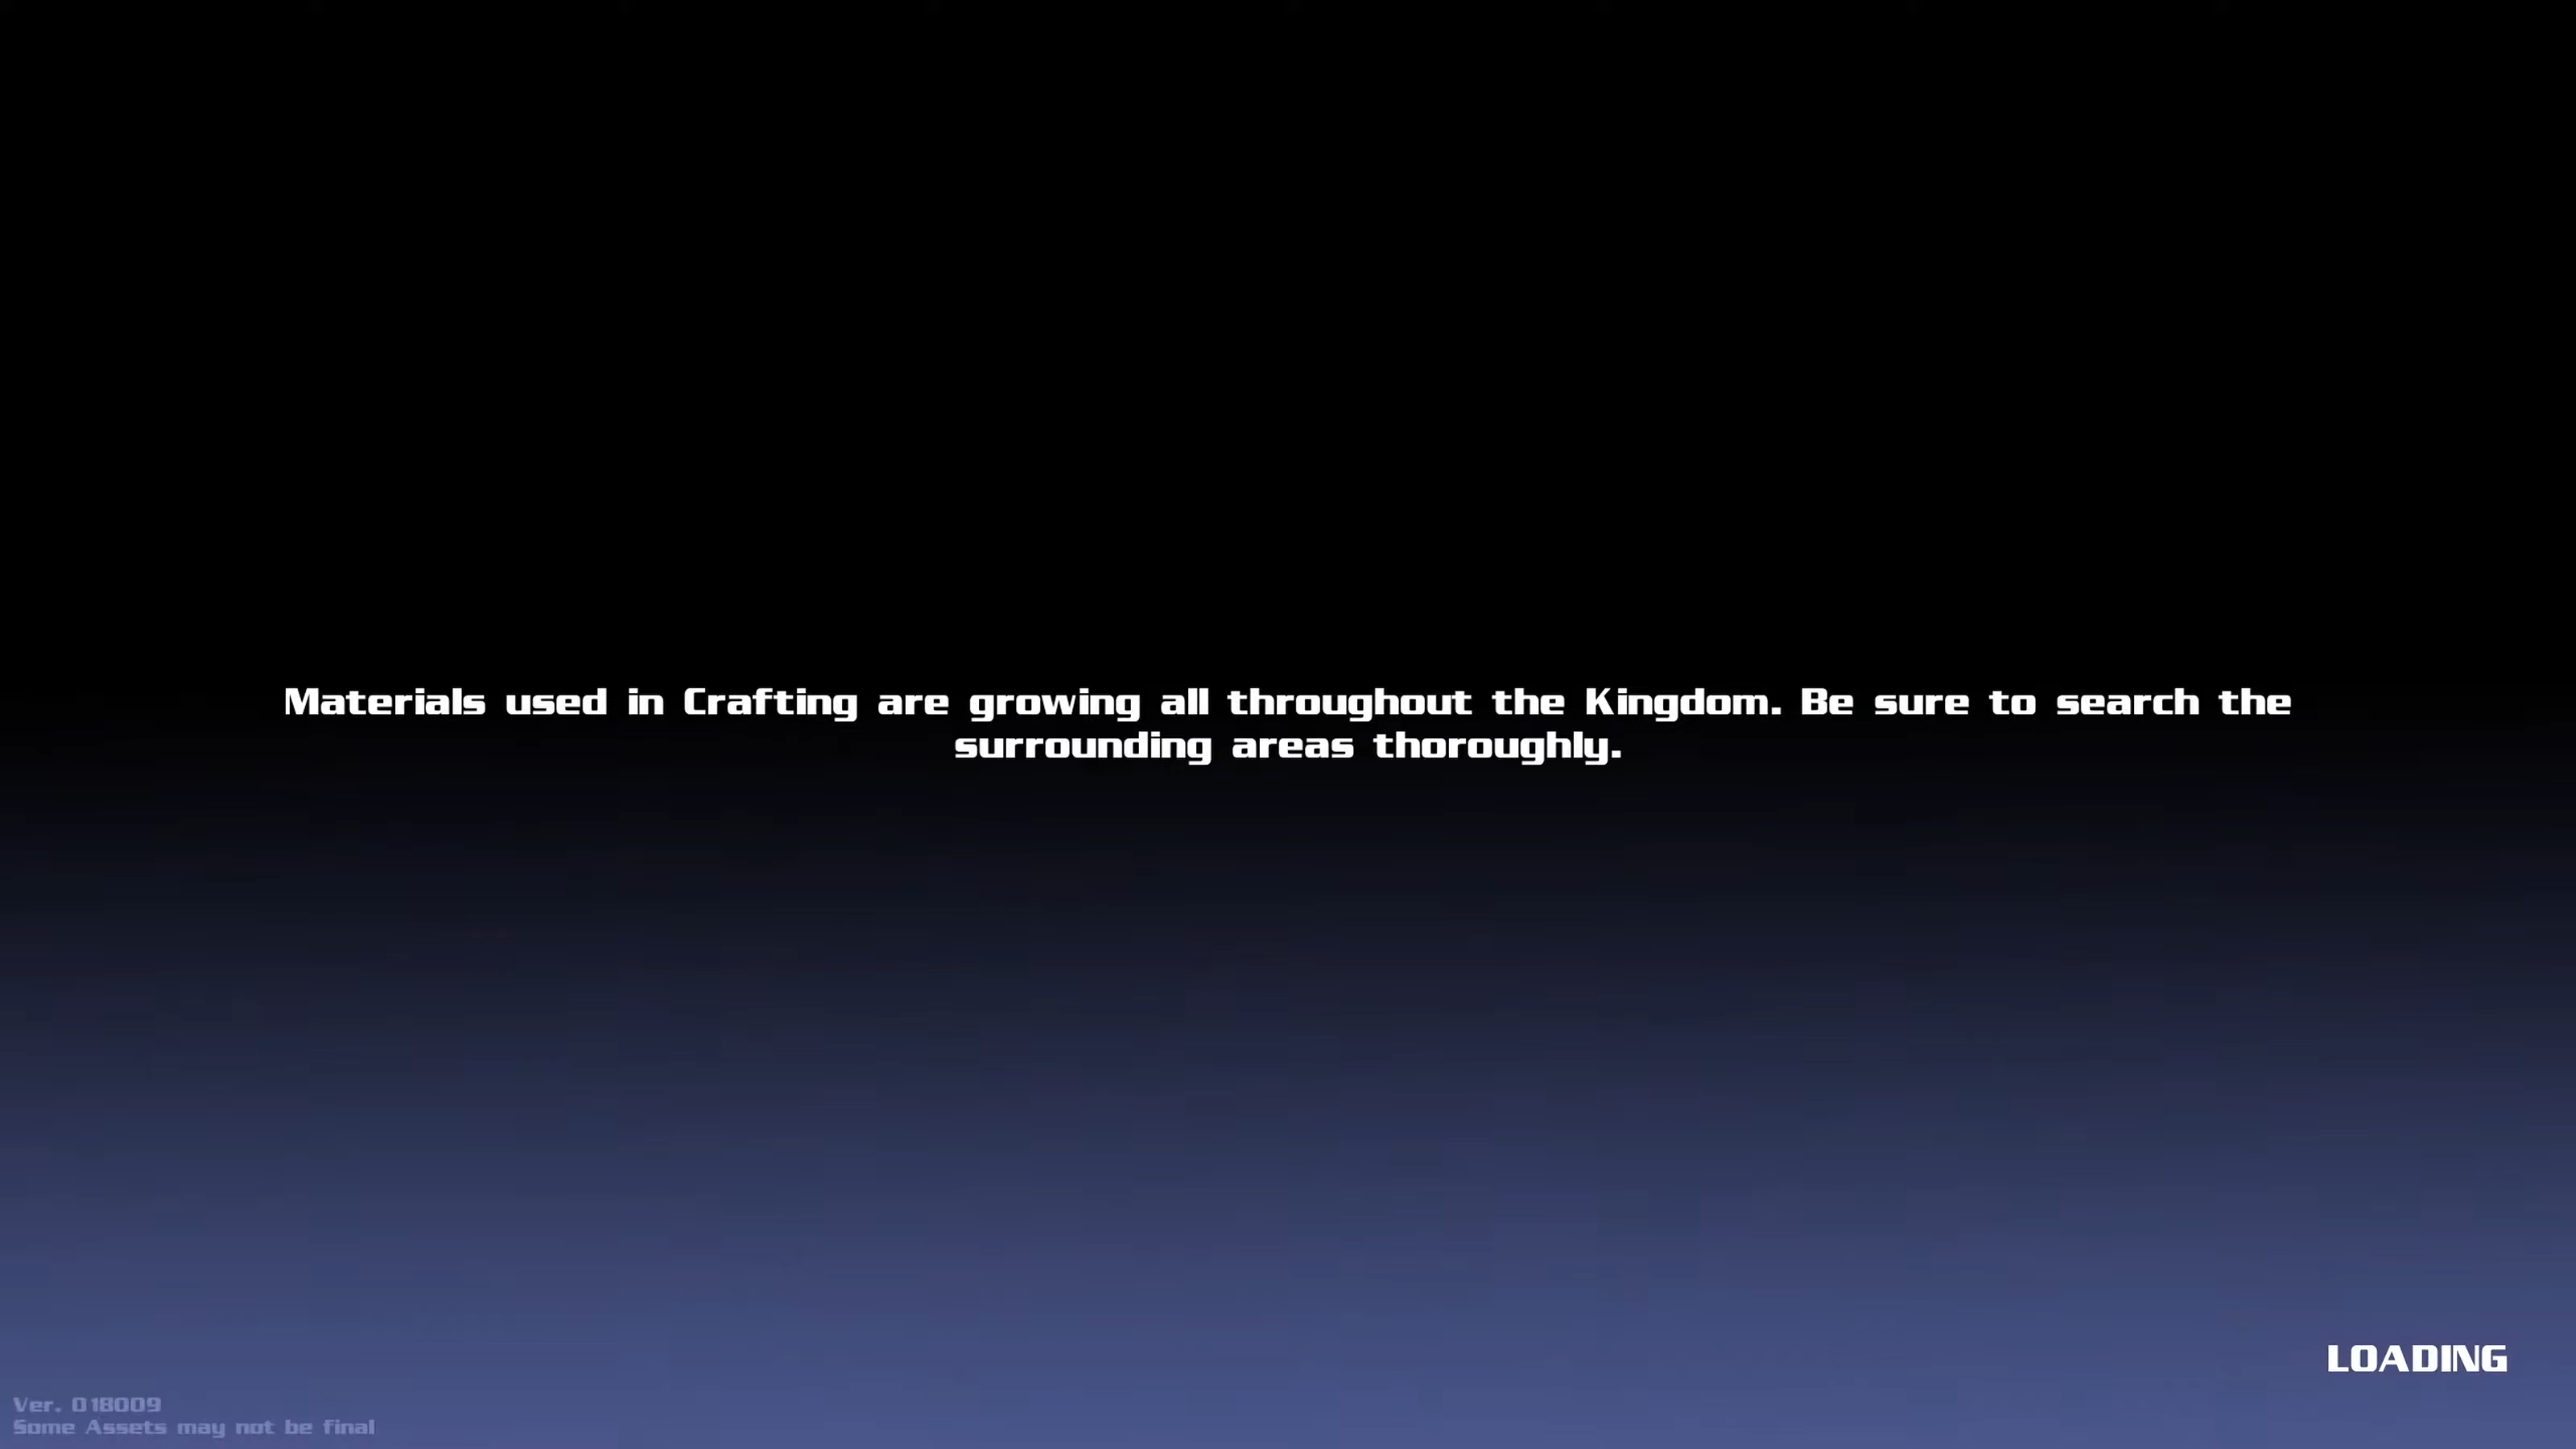 Materials used in Crafting are growing all throughout the Kingdom. Be sure to search the
surrounding areas thoroughly.
LOADING
Ver. 018009
Some Assets may not be final